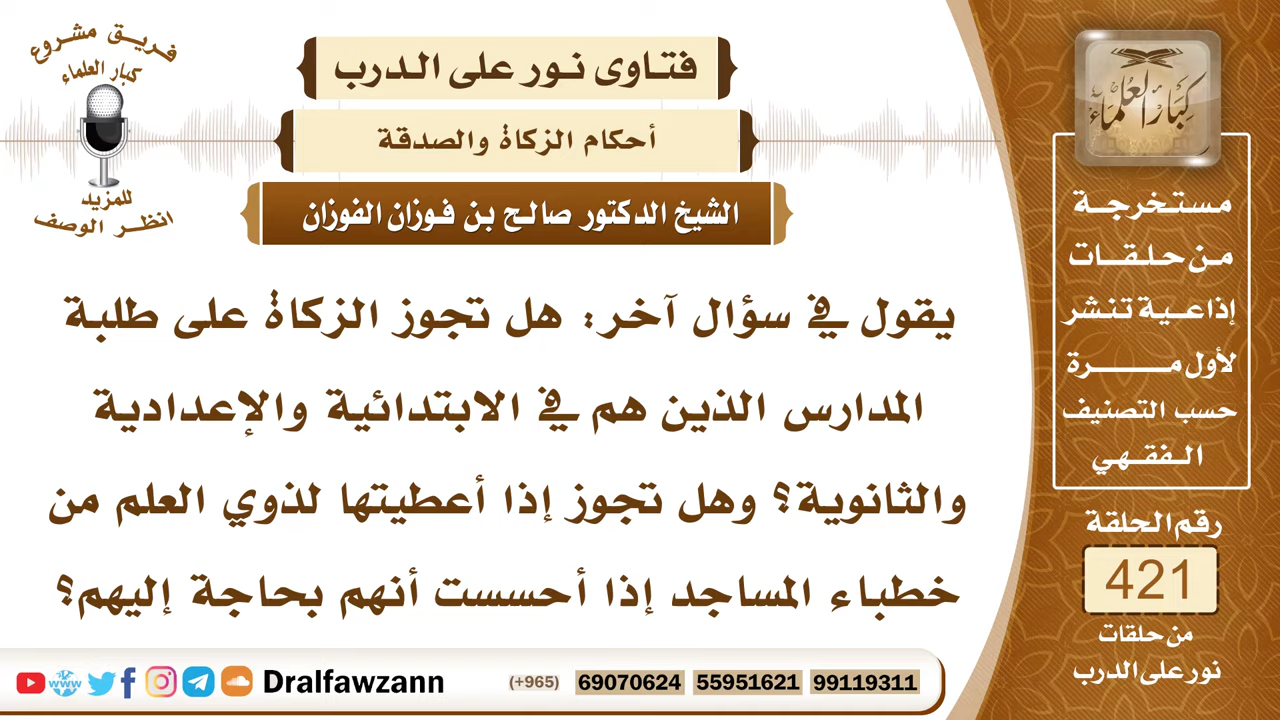 فريق مشروع
كبار العلماء
للمزيد
انظر الوصف
فتاوى نور على الدرب
أحكام الزكاة والصدقة
الشيخ الدكتور صالح بن فوزان الفوزان
يقول في سؤال آخر: هل تجوز الزكاة على طلبة
المدارس الذين هم في الابتدائية والإعدادية
والثانوية؟ وهل تجوز إذا أعطيتها لذوي العلم من
خطباء المساجد إذا أحسست أنهم بحاجة إليهم؟
كبار العلماء
مستخرجة
من حلقات
إذاعية تنشر
لأول مرة
حسب التصنيف
الفقهي
رقم الحلقة
421
من حلقات
نور على الدرب
www Dralfawzann (+965) 69070624 55951621 99119311